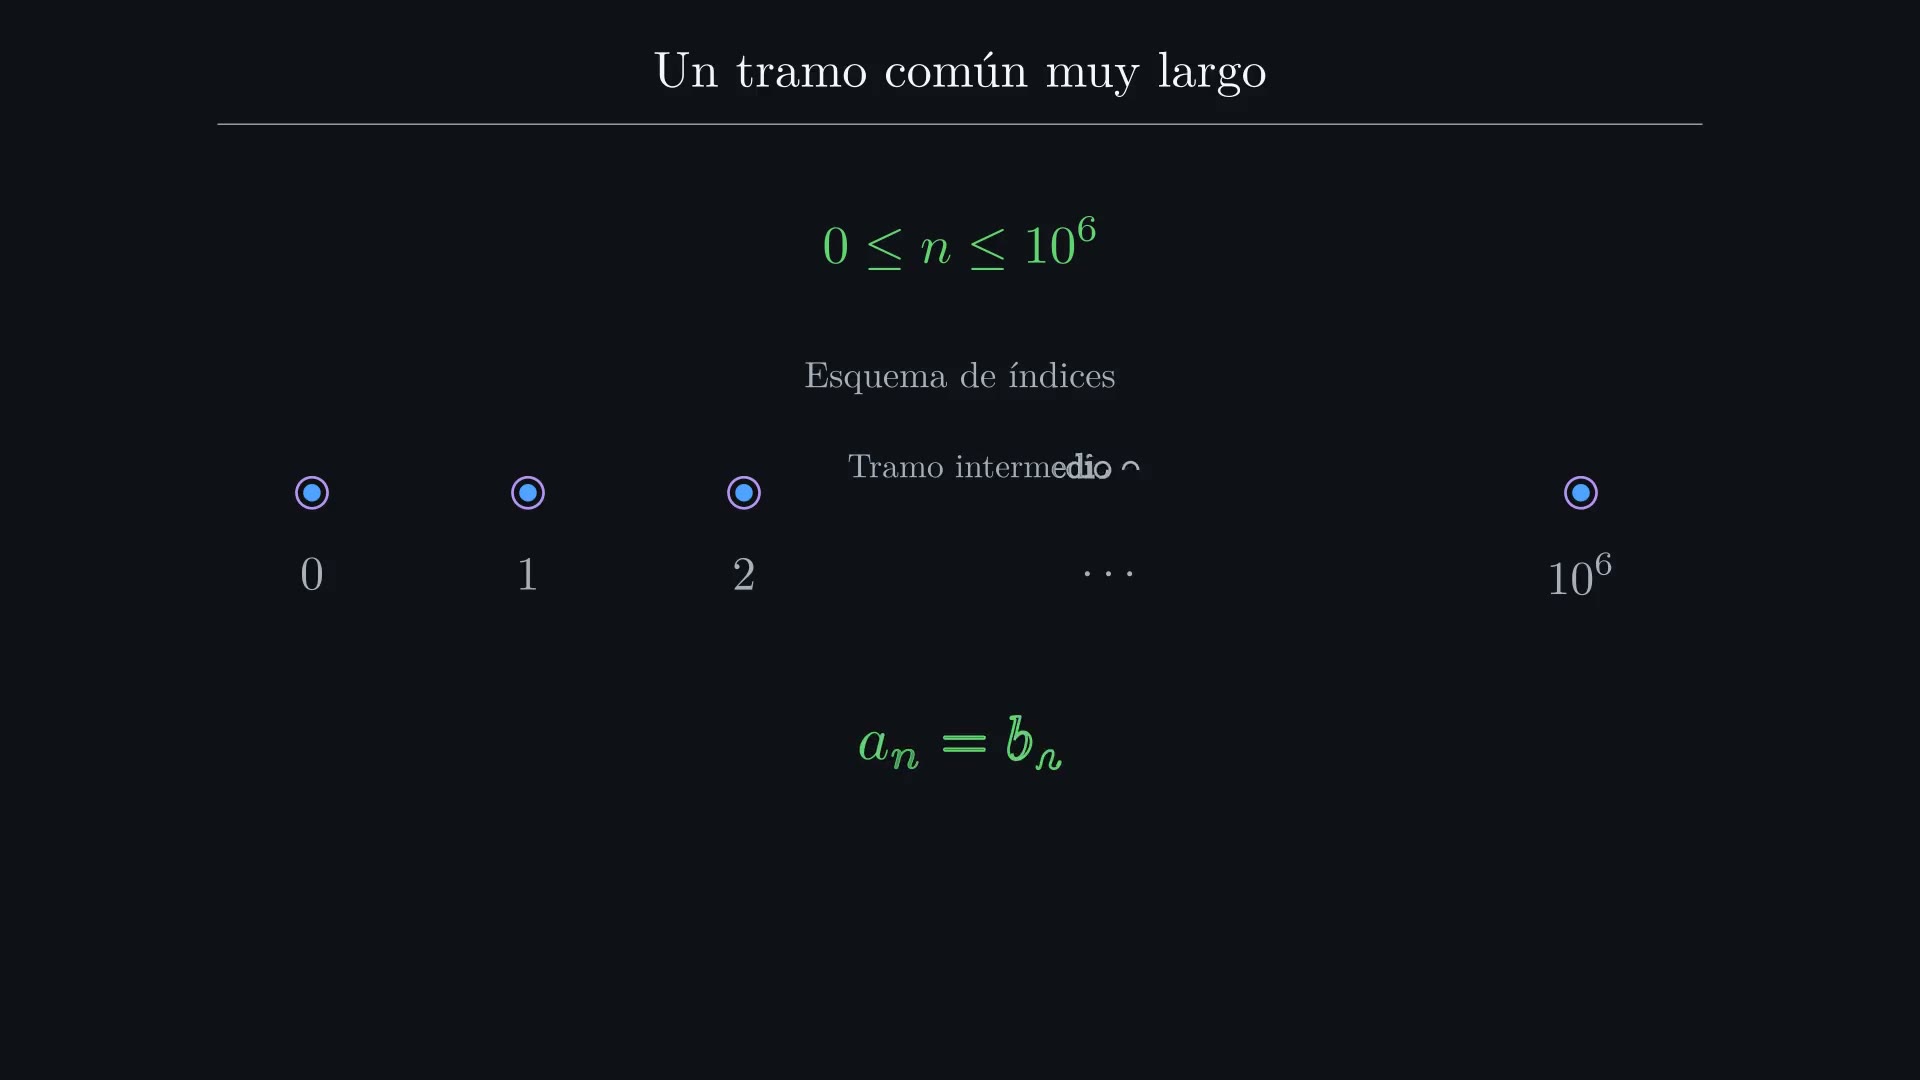 Un tramo común muy largo
0 ≤ n ≤ 10⁶
Esquema de índices
Tramo intermedio
0 1 2 ⋯ 10⁶
aₙ = bₙ